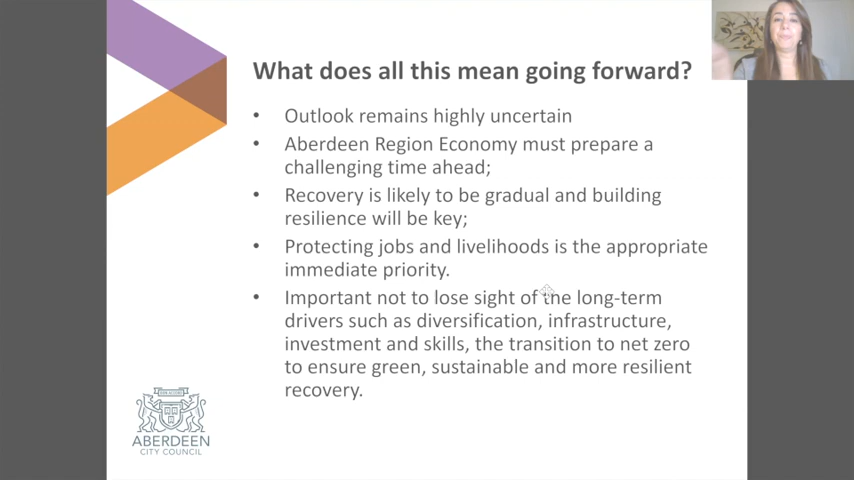 What does all this mean going forward?
• Outlook remains highly uncertain
• Aberdeen Region Economy must prepare a
challenging time ahead;
• Recovery is likely to be gradual and building
resilience will be key;
• Protecting jobs and livelihoods is the appropriate
immediate priority.
• Important not to lose sight of the long-term
drivers such as diversification, infrastructure,
investment and skills, the transition to net zero
to ensure green, sustainable and more resilient
recovery.
ABERDEEN
CITY COUNCIL